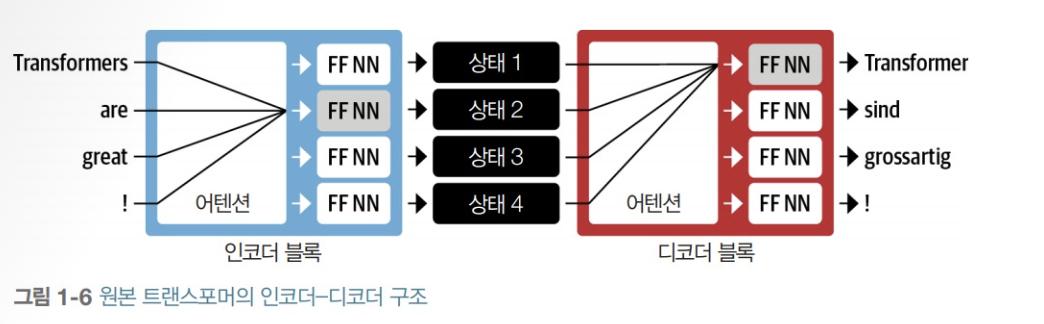 Transformers FF NN 상태 1 FF NN Transformer
are FF NN 상태 2 FF NN sind
great FF NN 상태 3 FF NN grossartig
! 어텐션 FF NN 상태 4 어텐션 FF NN !
인코더 블록 디코더 블록
그림 1-6 원본 트랜스포머의 인코더-디코더 구조